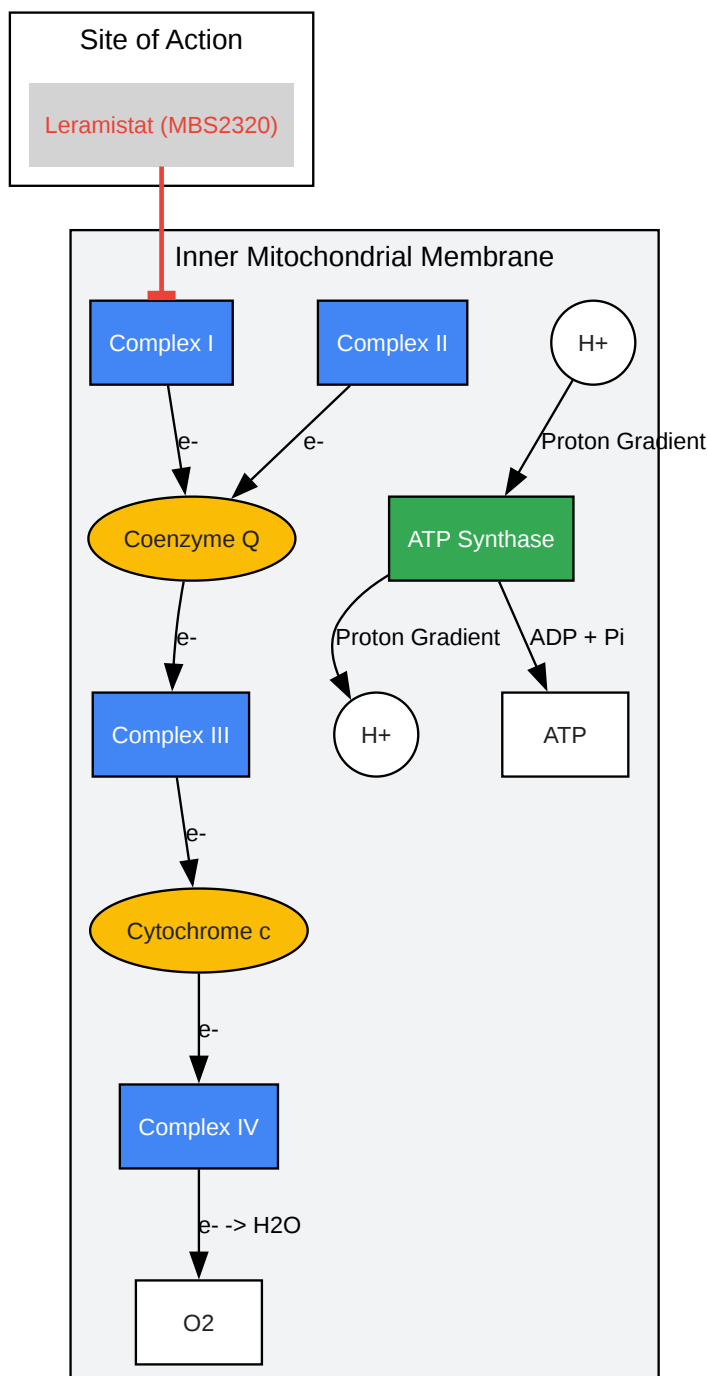 Site of Action
Leramistat (MBS2320)
Inner Mitochondrial Membrane
Complex I
Complex II
H+
e-
e-
Proton Gradient
Coenzyme Q
ATP Synthase
e-
Proton Gradient
ADP + Pi
Complex III
H+
ATP
e-
Cytochrome c
e-
Complex IV
e- -> H2O
O2